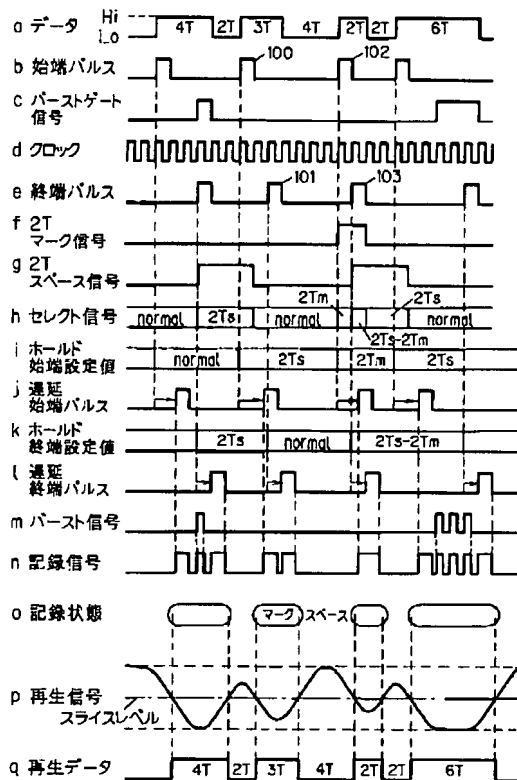 Hi
a データ 4T 2T 3T 4T 2T 2T 6T
Lo
b 始端パルス 100 102
c バーストゲート
信号
d クロック
e 終端パルス 101 103
f 2T
マーク信号
g 2T
スペース信号
2Tm 2Ts
h セレクト信号 normal 2Ts normal normal
2Ts-2Tm
i ホールド
始端設定値 normal 2Ts 2Tm 2Ts
j 遅延
始端パルス
k ホールド
終端設定値 2Ts normal 2Ts-2Tm
l 遅延
終端パルス
m バースト信号
n 記録信号
o 記録状態 マーク スペース
p 再生信号
スライスレベル
q 再生データ 4T 2T 3T 4T 2T 2T 6T